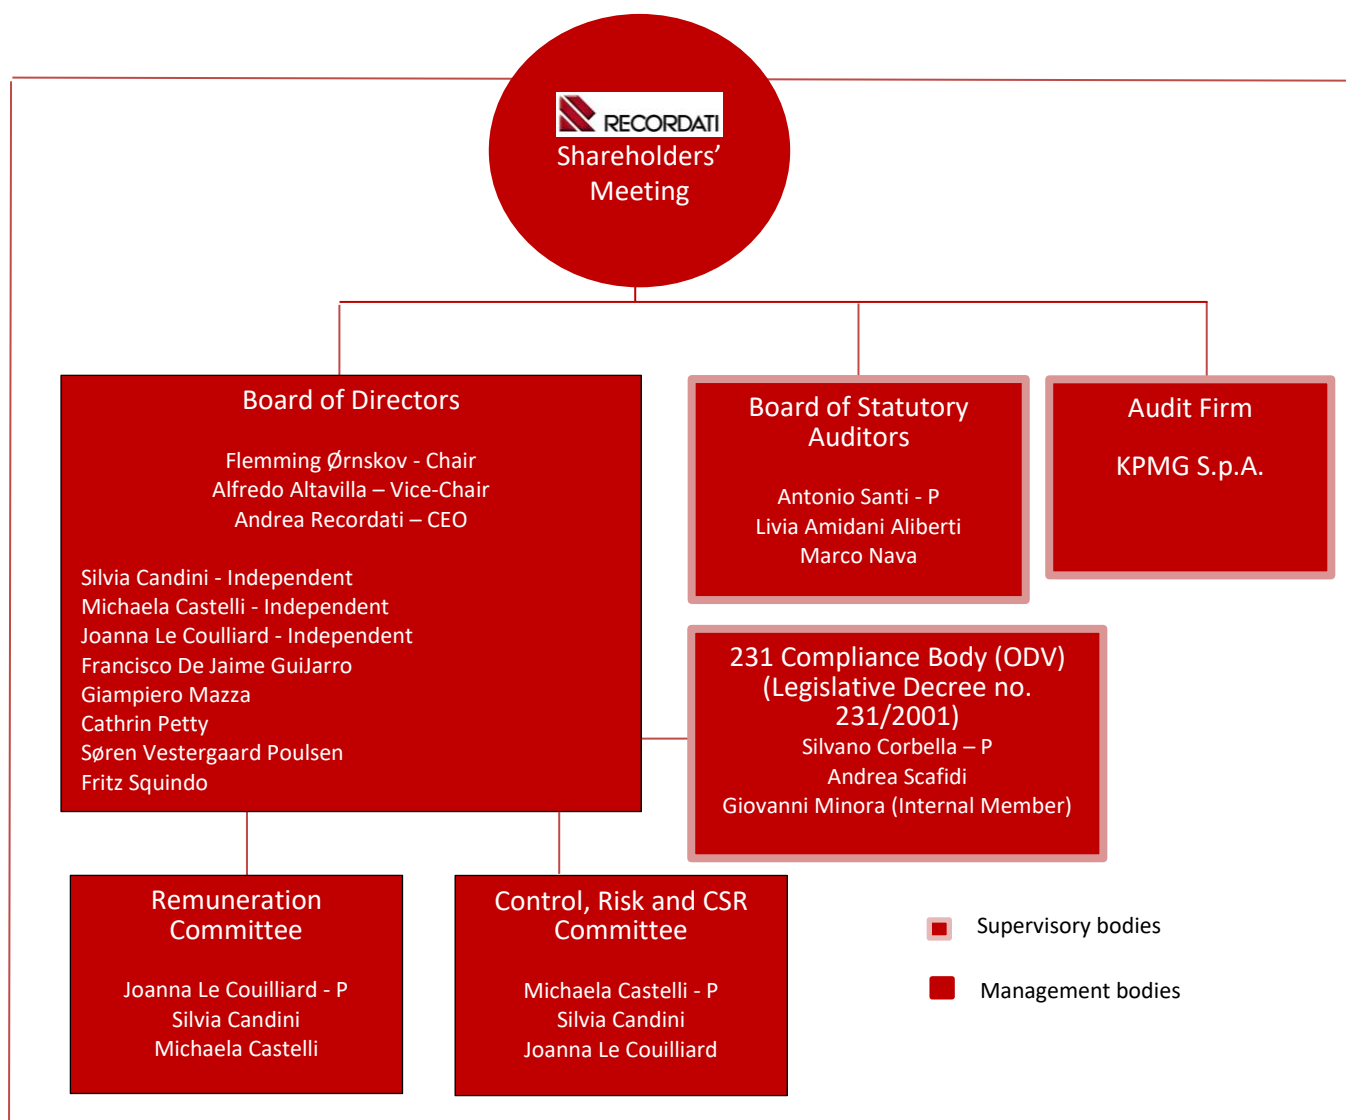 RECORDATI
Shareholders’
Meeting
Board of Directors
Flemming Ørnskov - Chair
Alfredo Altavilla – Vice-Chair
Andrea Recordati – CEO
Silvia Candini - Independent
Michaela Castelli - Independent
Joanna Le Coulliard - Independent
Francisco De Jaime GuiJarro
Giampiero Mazza
Cathrin Petty
Søren Vestergaard Poulsen
Fritz Squindo
Board of Statutory
Auditors
Antonio Santi - P
Livia Amidani Aliberti
Marco Nava
Audit Firm
KPMG S.p.A.
231 Compliance Body (ODV)
(Legislative Decree no.
231/2001)
Silvano Corbella – P
Andrea Scafidi
Giovanni Minora (Internal Member)
Remuneration
Committee
Joanna Le Couilliard - P
Silvia Candini
Michaela Castelli
Control, Risk and CSR
Committee
Michaela Castelli - P
Silvia Candini
Joanna Le Couilliard
Supervisory bodies
Management bodies